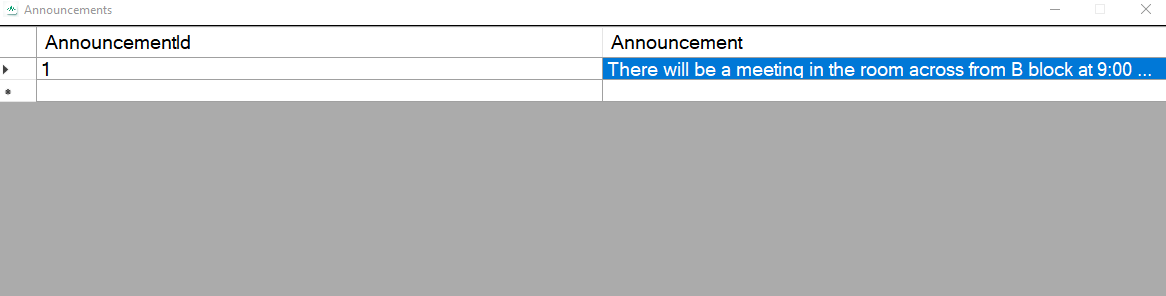 Announcements
AnnouncementId Announcement
1 There will be a meeting in the room across from B block at 9:00 ...